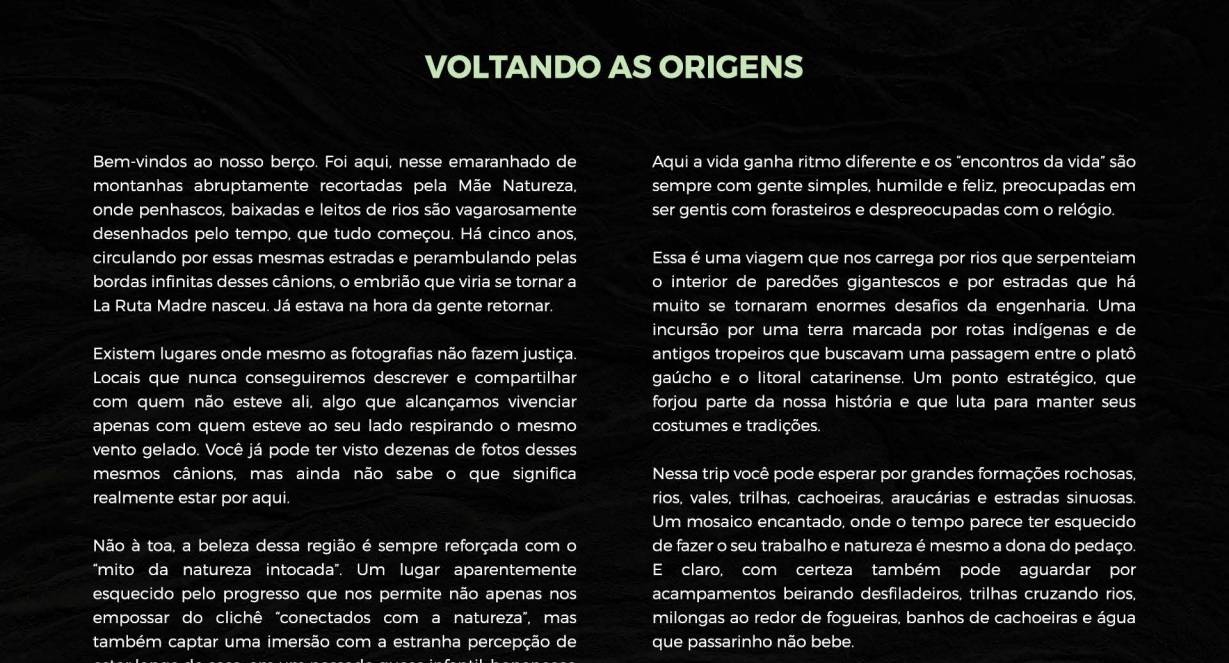 VOLTANDO AS ORIGENS
Bem-vindos ao nosso berço. Foi aqui, nesse emaranhado de
montanhas abruptamente recortadas pela Mãe Natureza,
onde penhascos, baixadas e leitos de rios são vagarosamente
desenhados pelo tempo, que tudo começou. Há cinco anos,
circulando por essas mesmas estradas e perambulando pelas
bordas infinitas desses cânions, o embrião que viria se tornar a
La Ruta Madre nasceu. Já estava na hora da gente retornar.
Existem lugares onde mesmo as fotografias não fazem justiça.
Locais que nunca conseguiremos descrever e compartilhar
com quem não esteve ali, algo que alcançamos vivenciar
apenas com quem esteve ao seu lado respirando o mesmo
vento gelado. Você já pode ter visto dezenas de fotos desses
mesmos cânions, mas ainda não sabe o que significa
realmente estar por aqui.
Não à toa, a beleza dessa região é sempre reforçada com o
“mito da natureza intocada”. Um lugar aparentemente
esquecido pelo progresso que nos permite não apenas nos
empossar do clichê “conectados com a natureza”, mas
também captar uma imersão com a estranha percepção de
Aqui a vida ganha ritmo diferente e os “encontros da vida” são
sempre com gente simples, humilde e feliz, preocupadas em
ser gentis com forasteiros e despreocupadas com o relógio.
Essa é uma viagem que nos carrega por rios que serpenteiam
o interior de paredões gigantescos e por estradas que há
muito se tornaram enormes desafios da engenharia. Uma
incursão por uma terra marcada por rotas indígenas e de
antigos tropeiros que buscavam uma passagem entre o platô
gaúcho e o litoral catarinense. Um ponto estratégico, que
forjou parte da nossa história e que luta para manter seus
costumes e tradições.
Nessa trip você pode esperar por grandes formações rochosas,
rios, vales, trilhas, cachoeiras, araucárias e estradas sinuosas.
Um mosaico encantado, onde o tempo parece ter esquecido
de fazer o seu trabalho e natureza é mesmo a dona do pedaço.
E claro, com certeza também pode aguardar por
acampamentos beirando desfiladeiros, trilhas cruzando rios,
milongas ao redor de fogueiras, banhos de cachoeiras e água
que passarinho não bebe.